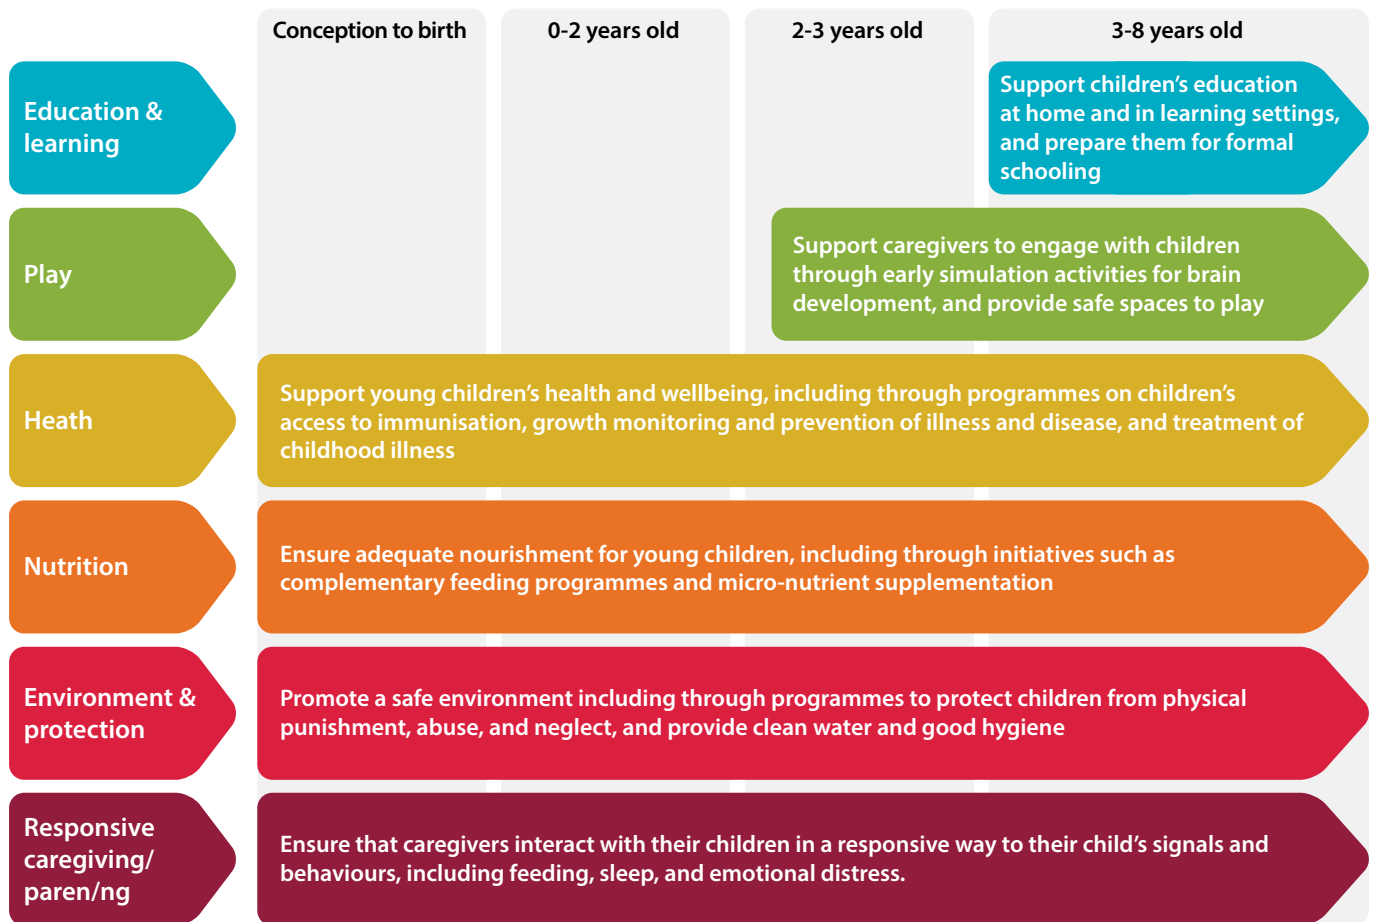 Conception to birth
0-2 years old
2-3 years old
3-8 years old
Education &
learning
Support children's education
at home and in learning settings,
and prepare them for formal
schooling
Play
Support caregivers to engage with children
through early simulation activities for brain
development, and provide safe spaces to play
Heath
Support young children's health and wellbeing, including through programmes on children's
access to immunisation, growth monitoring and prevention of illness and disease, and treatment of
childhood illness
Nutrition
Ensure adequate nourishment for young children, including through initiatives such as
complementary feeding programmes and micro-nutrient supplementation
Environment &
protection
Promote a safe environment including through programmes to protect children from physical
punishment, abuse, and neglect, and provide clean water and good hygiene
Responsive
caregiving/
paren/ng
Ensure that caregivers interact with their children in a responsive way to their child's signals and
behaviours, including feeding, sleep, and emotional distress.